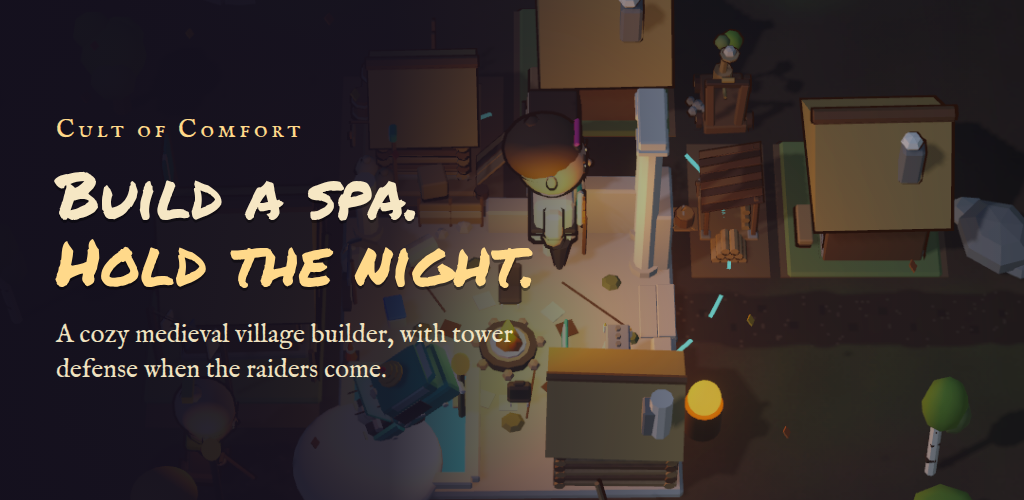 Cult of Comfort
Build a spa.
Hold the night.
A cozy medieval village builder, with tower
defense when the raiders come.